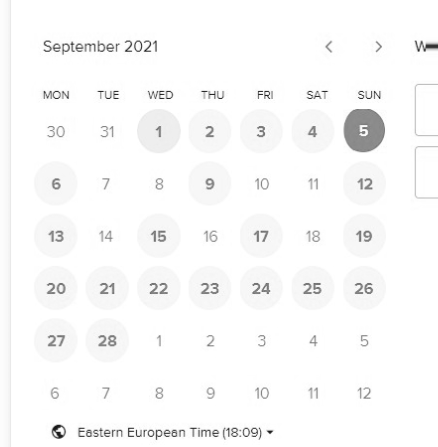 September 2021 < > W
MON TUE WED THU FRI SAT SUN
30 31 1 2 3 4 5
6 7 8 9 10 11 12
13 14 15 16 17 18 19
20 21 22 23 24 25 26
27 28 1 2 3 4 5
6 7 8 9 10 11 12
Eastern European Time (18:09)